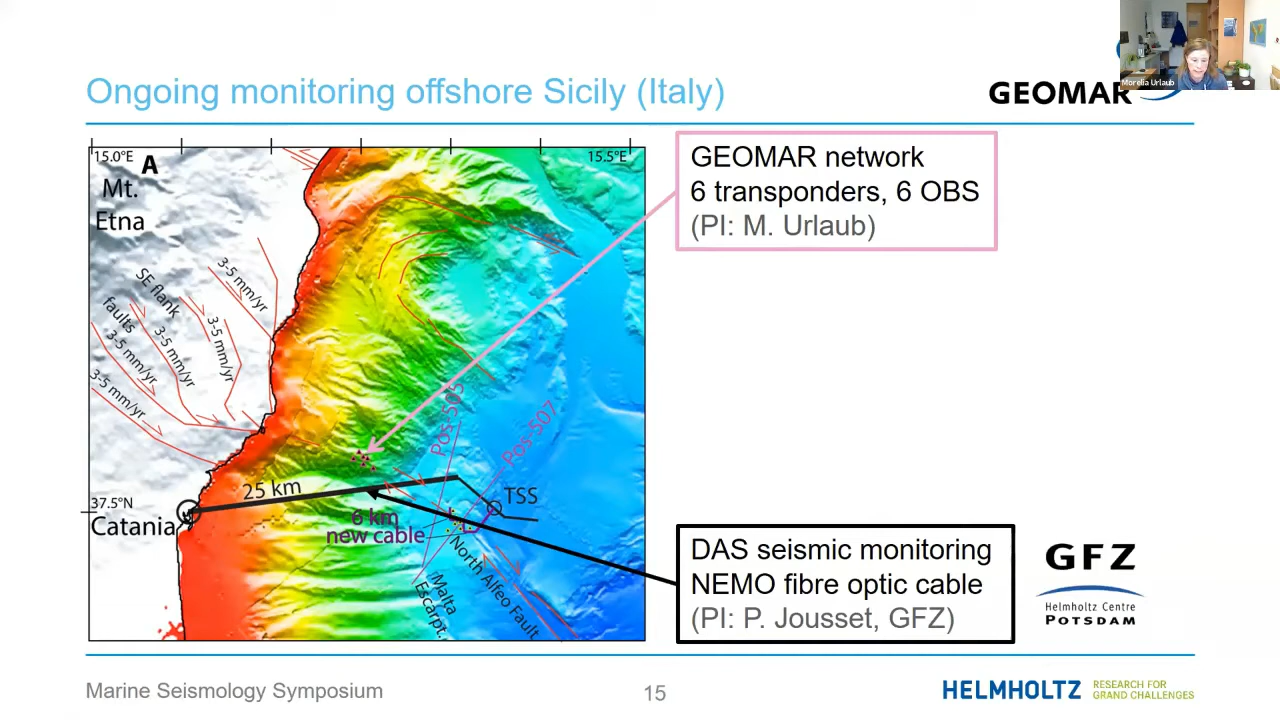 Morelia Urlaub
Ongoing monitoring offshore Sicily (Italy)
GEOMAR
15.0°E
A
15.5°E
Mt.
Etna
SE flank
faults
3-5 mm/yr
3-5 mm/yr
3-5 mm/yr
3-5 mm/yr
3-5 mm/yr
Pos-505
Pos-507
37.5°N
Catania
25 km
TSS
6 km
new cable
North Alfeo Fault
Malta
Escarpt.
GEOMAR network
6 transponders, 6 OBS
(PI: M. Urlaub)
DAS seismic monitoring
NEMO fibre optic cable
(PI: P. Jousset, GFZ)
GFZ
Helmholtz Centre
POTSDAM
Marine Seismology Symposium
15
HELMHOLTZ
RESEARCH FOR
GRAND CHALLENGES